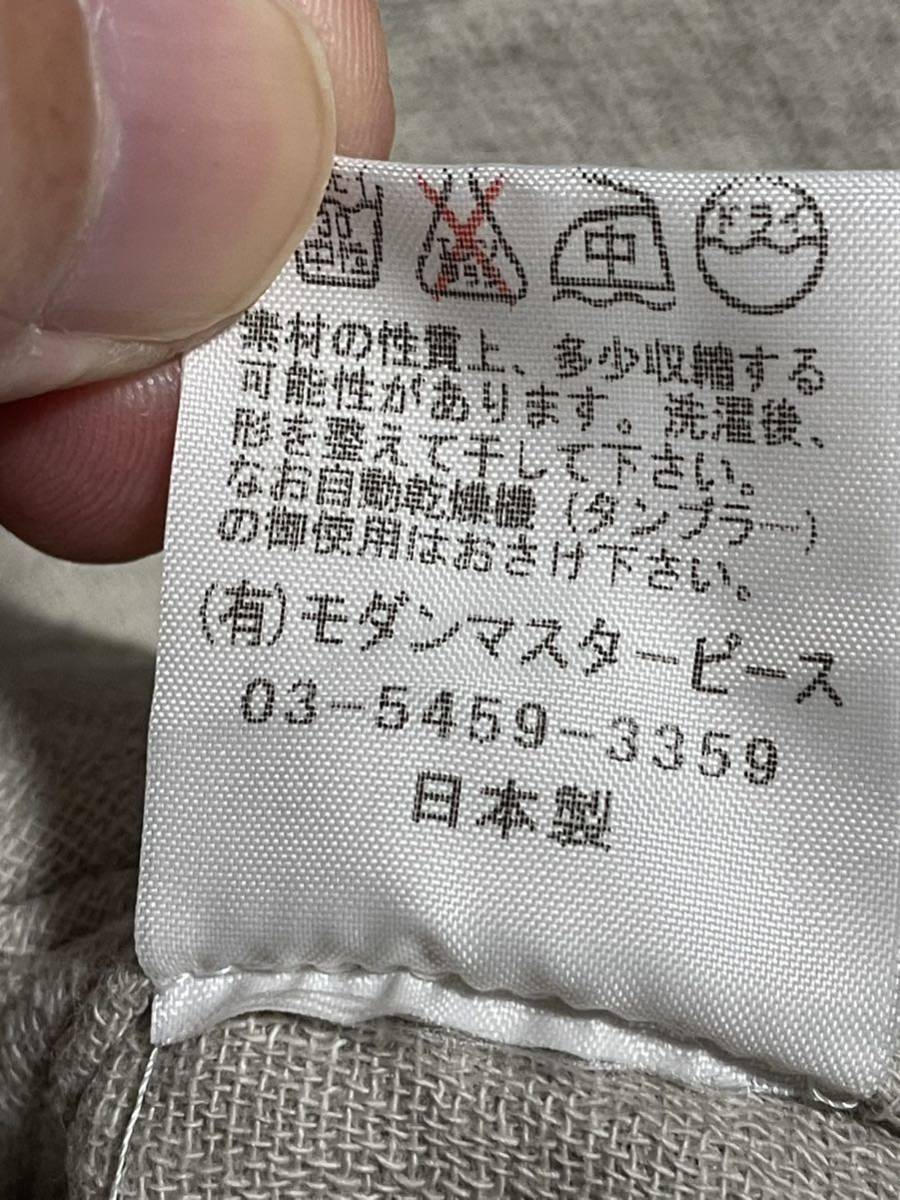 30
中性
中
ドライ
素材の性質上、多少収縮する
可能性があります。洗濯後、
形を整えて干して下さい。
なお自動乾燥機（タンブラー）
の御使用はおさけ下さい。
（有）モダンマスターピース
03-5459-3359
日本製